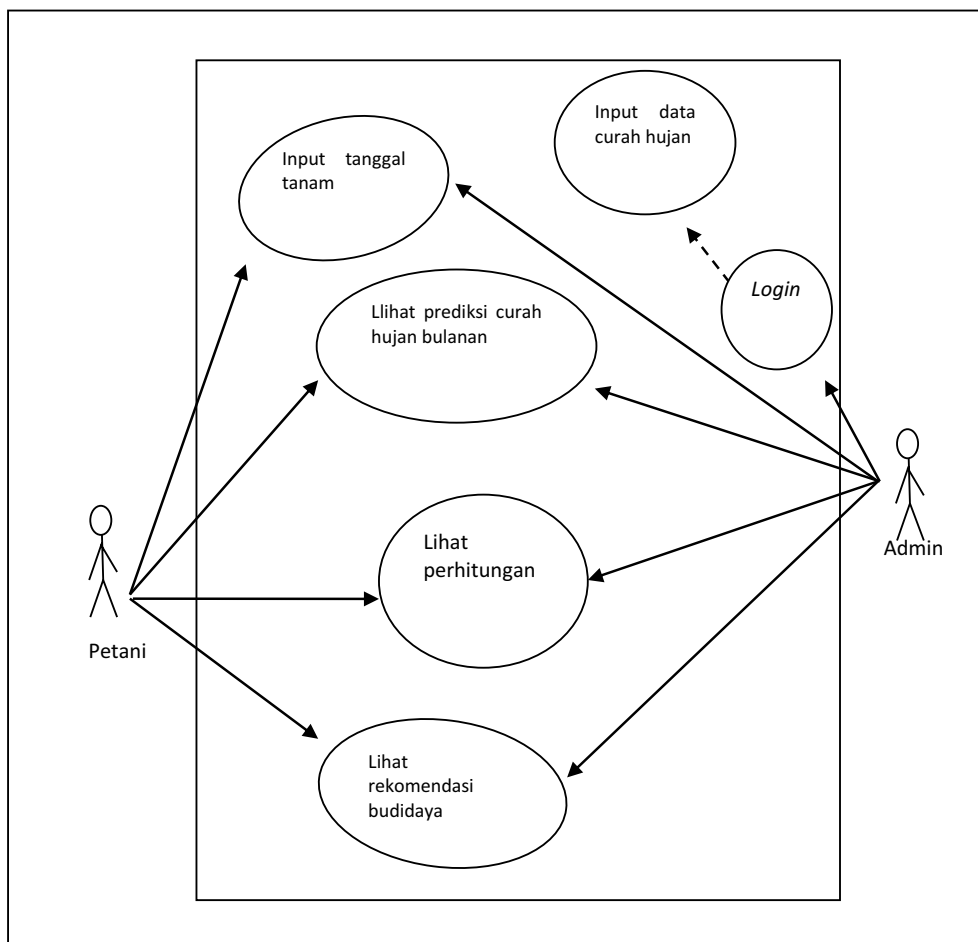 Input data
curah hujan
Input tanggal
tanam
Login
Llihat prediksi curah
hujan bulanan
Lihat
perhitungan
Admin
Petani
Lihat
rekomendasi
budidaya